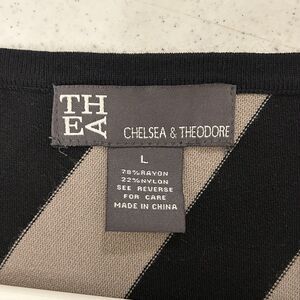 TH
EA
CHELSEA & THEODORE
L
78%RAYON
22%NYLON
SEE REVERSE
FOR CARE
MADE IN CHINA